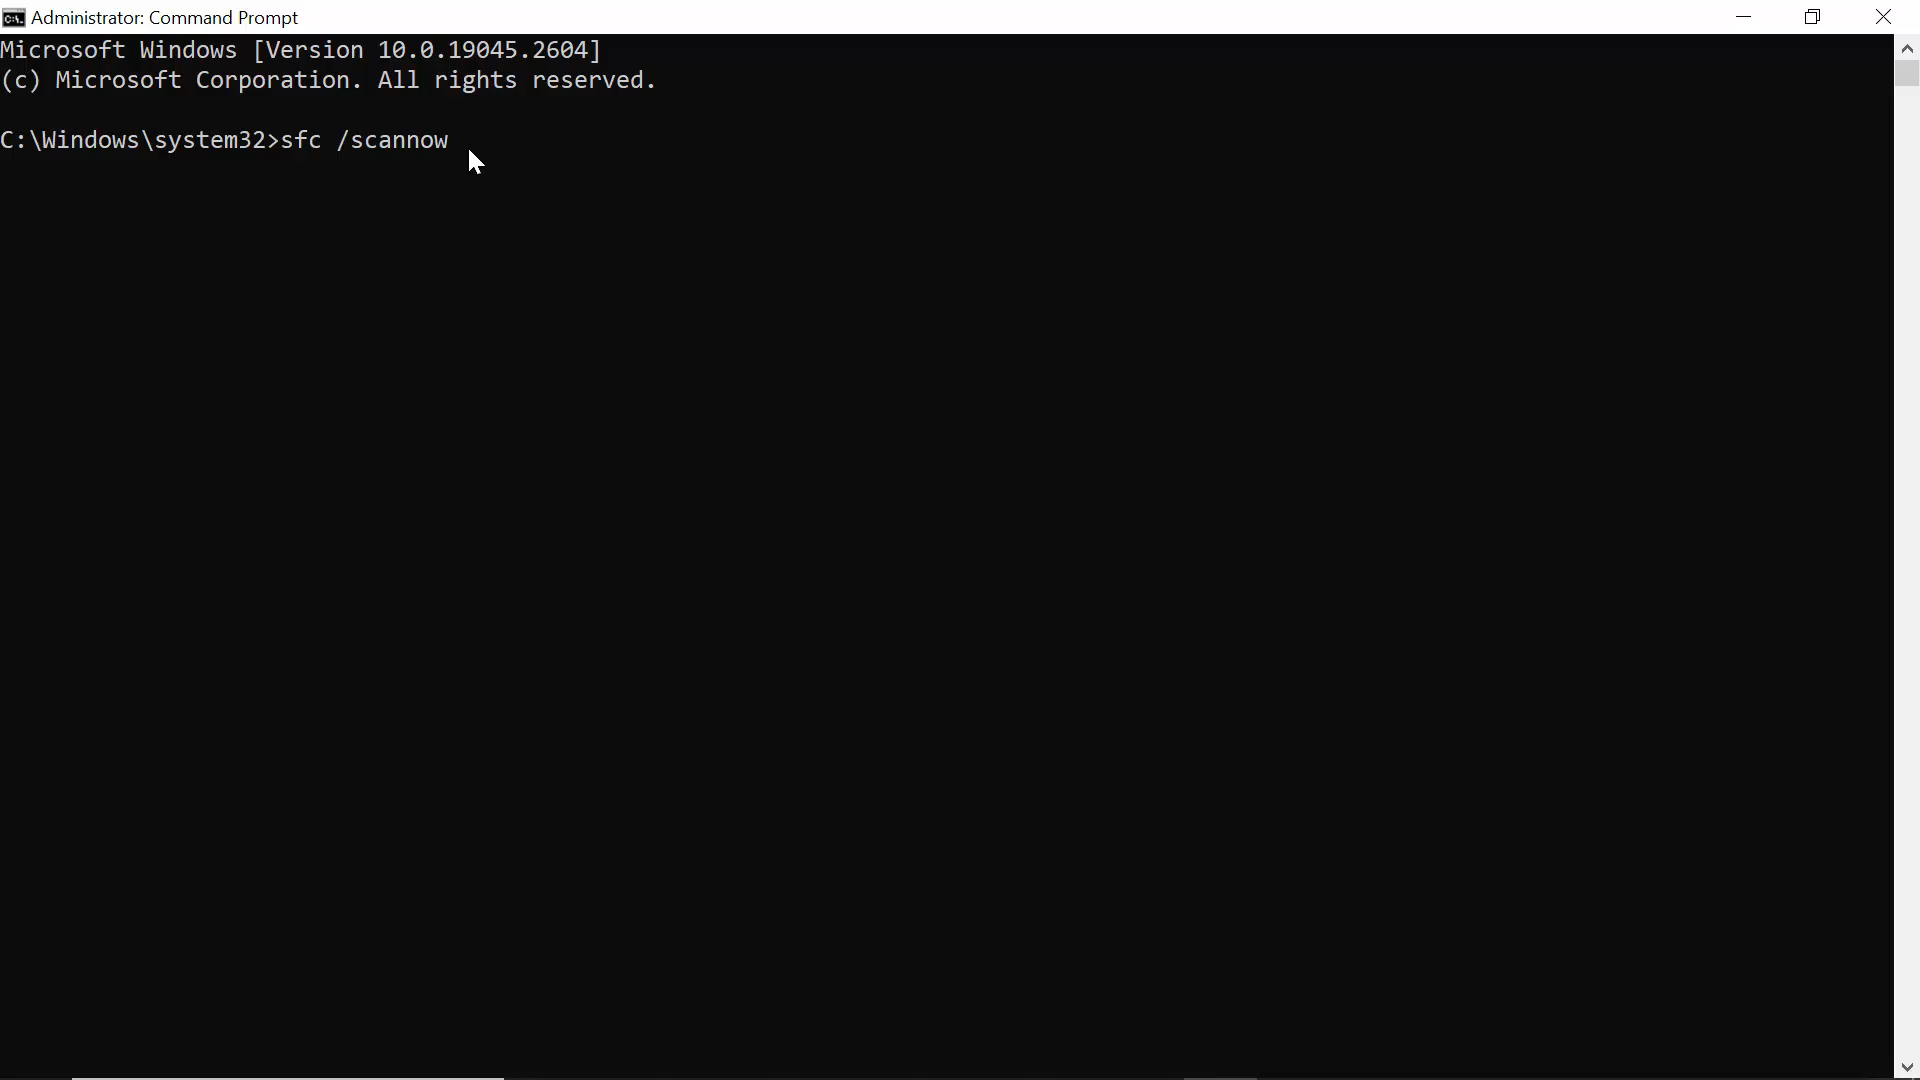 Administrator: Command Prompt
Microsoft Windows [Version 10.0.19045.2604]
(c) Microsoft Corporation. All rights reserved.
C:\Windows\system32>sfc /scannow